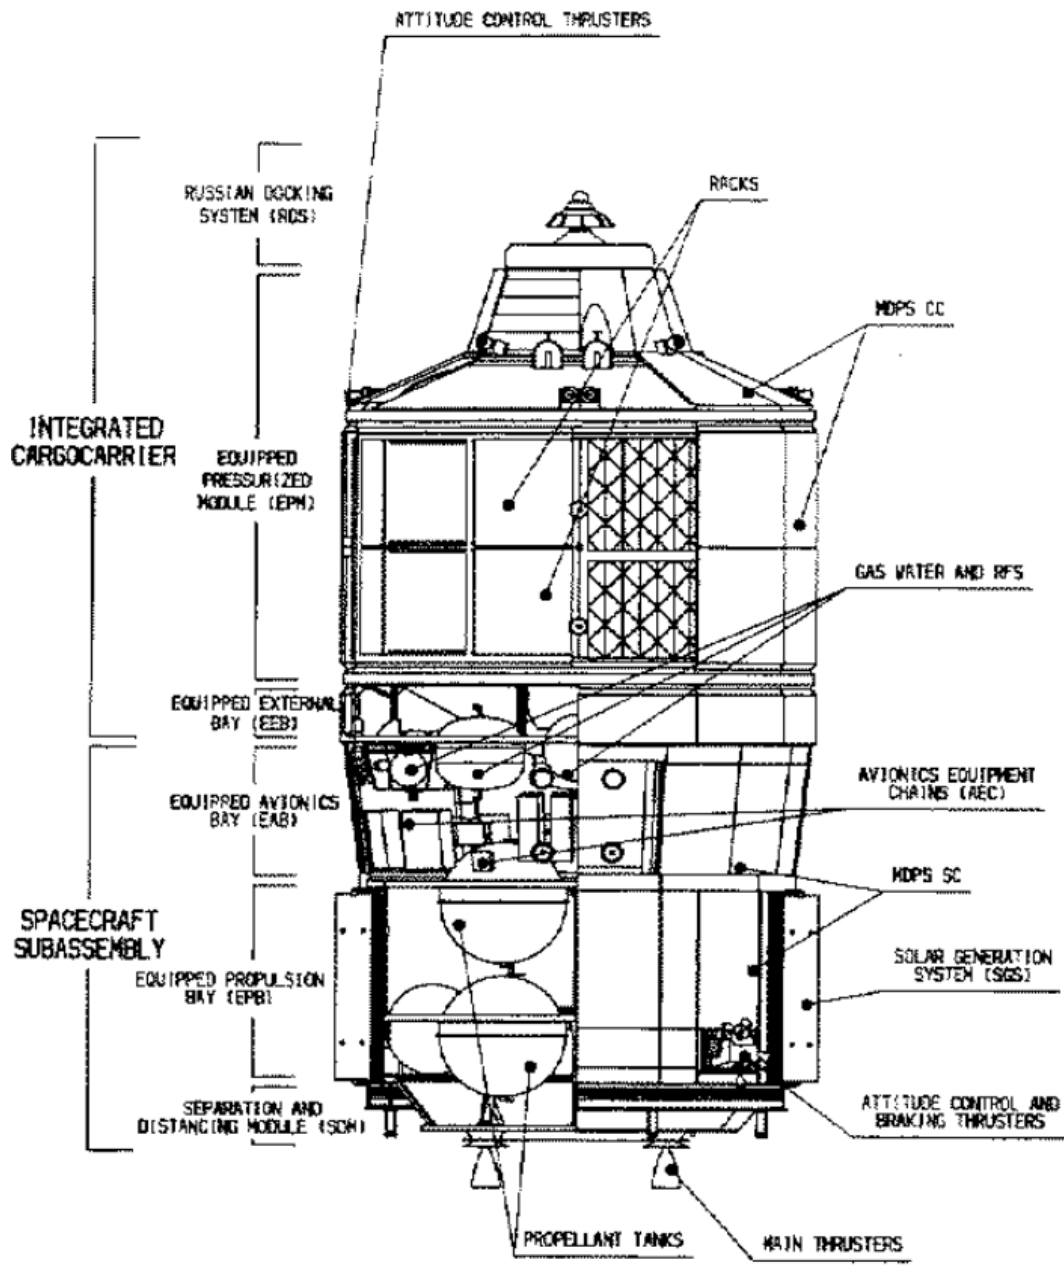 ATTITUDE CONTROL THRUSTERS
RUSSIAN DOCKING
SYSTEM (RDS)
RACKS
MDPS CC
INTEGRATED
CARGOCARRIER
EQUIPPED
PRESSURIZED
MODULE (EPM)
GAS WATER AND RFS
EQUIPPED EXTERNAL
BAY (EEB)
AVIONICS EQUIPMENT
CHAINS (AEC)
EQUIPPED AVIONICS
BAY (EAB)
MDPS SC
SPACECRAFT
SUBASSEMBLY
SOLAR GENERATION
SYSTEM (SGS)
EQUIPPED PROPULSION
BAY (EPB)
SEPARATION AND
DISTANCING MODULE (SDM)
ATTITUDE CONTROL AND
BRAKING THRUSTERS
PROPELLANT TANKS
MAIN THRUSTERS